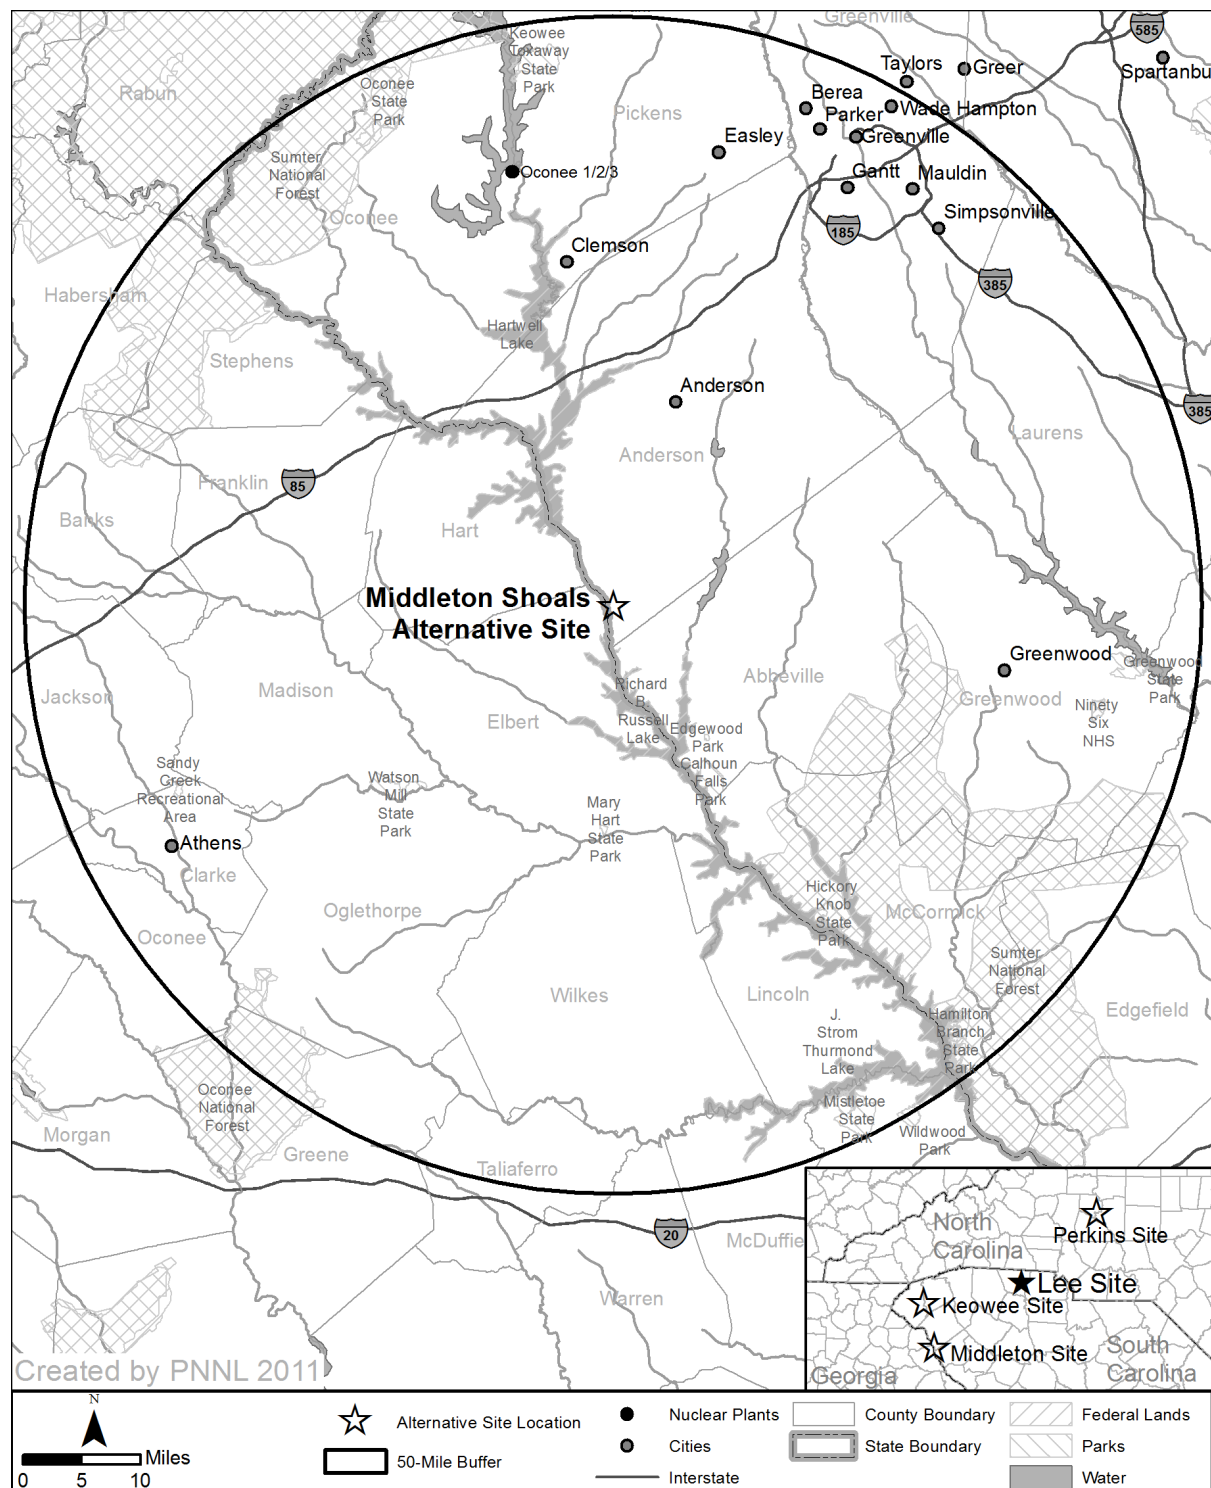 Greenville
585
Keowee
Toxaway
State
Park
Taylors
Greer
Spartanbu
Rabun
Oconee
State
Park
Pickens
Berea
Parker
Wade Hampton
Greenville
Easley
Sumter
National
Forest
Oconee 1/2/3
Gantt
Mauldin
Oconee
Simpsonville
185
Clemson
385
Habersham
Hartwell
Lake
Stephens
Anderson
385
Laurens
Anderson
Franklin
85
Banks
Hart
Middleton Shoals
Alternative Site
Greenwood
Greenwood
State
Park
Jackson
Madison
Richard
B.
Russell
Lake
Abbeville
Greenwood
Ninety
Six
NHS
Elbert
Edgewood
Park
Calhoun
Falls
Park
Sandy
Creek
Recreational
Area
Watson
Mill
State
Park
Mary
Hart
State
Park
Athens
Clarke
Hickory
Knob
State
Park
Oglethorpe
McCormick
Oconee
Sumter
National
Forest
Wilkes
Lincoln
Edgefield
J.
Strom
Thurmond
Lake
Hamilton
Branch
State
Park
Oconee
National
Forest
Mistletoe
State
Park
Wildwood
Park
Morgan
Greene
Taliaferro
20
McDuffie
Warren
North
Carolina
Perkins Site
Lee Site
Keowee Site
Middleton Site
South
Carolina
Georgia
Created by PNNL 2011
N
Miles
0 5 10
Alternative Site Location
50-Mile Buffer
Nuclear Plants
Cities
Interstate
County Boundary
State Boundary
Federal Lands
Parks
Water